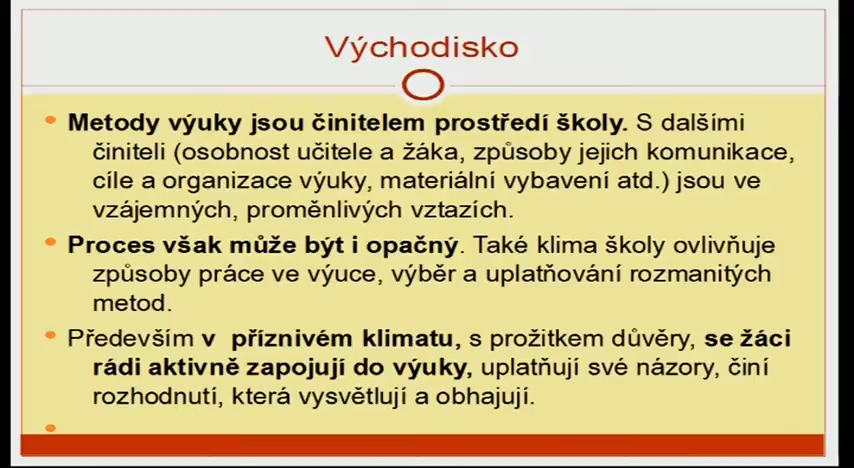 Východisko
• Metody výuky jsou činitelem prostředí školy. S dalšími
činiteli (osobnost učitele a žáka, způsoby jejich komunikace,
cíle a organizace výuky, materiální vybavení atd.) jsou ve
vzájemných, proměnlivých vztazích.
• Proces však může být i opačný. Také klima školy ovlivňuje
způsoby práce ve výuce, výběr a uplatňování rozmanitých
metod.
• Především v  příznivém klimatu, s prožitkem důvěry, se žáci
rádi aktivně zapojují do výuky, uplatňují své názory, činí
rozhodnutí, která vysvětlují a obhajují.
•